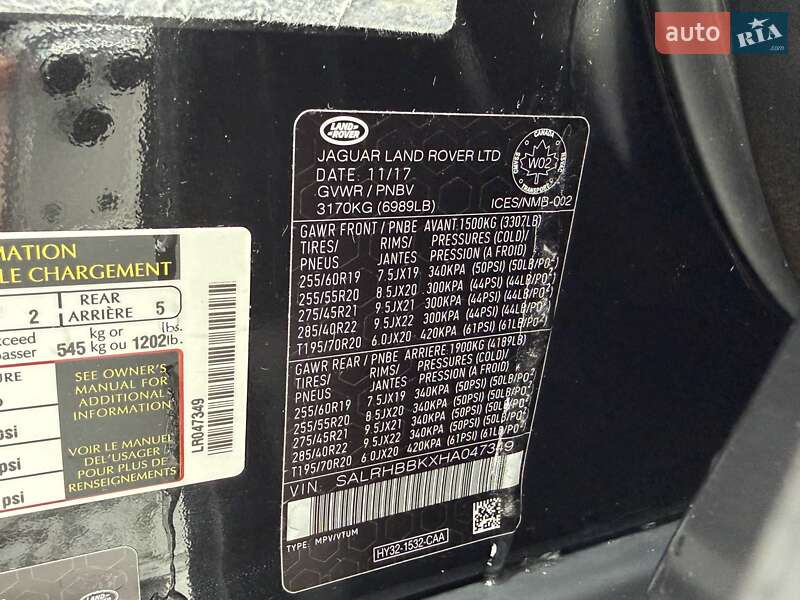 auto RIA .com
LAND ROVER
JAGUAR LAND ROVER LTD
DATE 11/17
GVWR / PNBV
3170KG (6989LB)
CANADA
W02
TRANSPORT
ICES/NMB-002
GAWR FRONT / PNBE AVANT 1500KG (3307LB)
TIRES/ RIMS/ PRESSURES (COLD)/
PNEUS JANTES PRESSION (A FROID)
255/60R19 7.5JX19 340KPA (50PSI) (50LB/PO²)
255/55R20 8.5JX20 300KPA (44PSI) (44LB/PO²)
275/45R21 9.5JX21 300KPA (44PSI) (44LB/PO²)
285/40R22 9.5JX22 300KPA (44PSI) (44LB/PO²)
T195/70R20 6.0JX20 420KPA (61PSI) (61LB/PO²)
GAWR REAR / PNBE ARRIERE 1900KG (4189LB)
TIRES/ RIMS/ PRESSURES (COLD)/
PNEUS JANTES PRESSION (A FROID)
255/60R19 7.5JX19 340KPA (50PSI) (50LB/PO²)
255/55R20 8.5JX20 340KPA (50PSI) (50LB/PO²)
275/45R21 9.5JX21 340KPA (50PSI) (50LB/PO²)
285/40R22 9.5JX22 340KPA (50PSI) (50LB/PO²)
T195/70R20 6.0JX20 420KPA (61PSI) (61LB/PO²)
VIN: SALRHBBKXHA047349
TYPE: MPV/VTUM
HY32-1532-CAA
CHARGEMENT
2 REAR ARRIÈRE 5
545 kg or kg ou 1202 lbs. lb.
SEE OWNER'S
MANUAL FOR
ADDITIONAL
INFORMATION
psi
VOIR LE MANUEL
DEL'USAGER
POUR PLUS DE
RENSEIGNEMENTS
psi
psi
LR047349
LAND